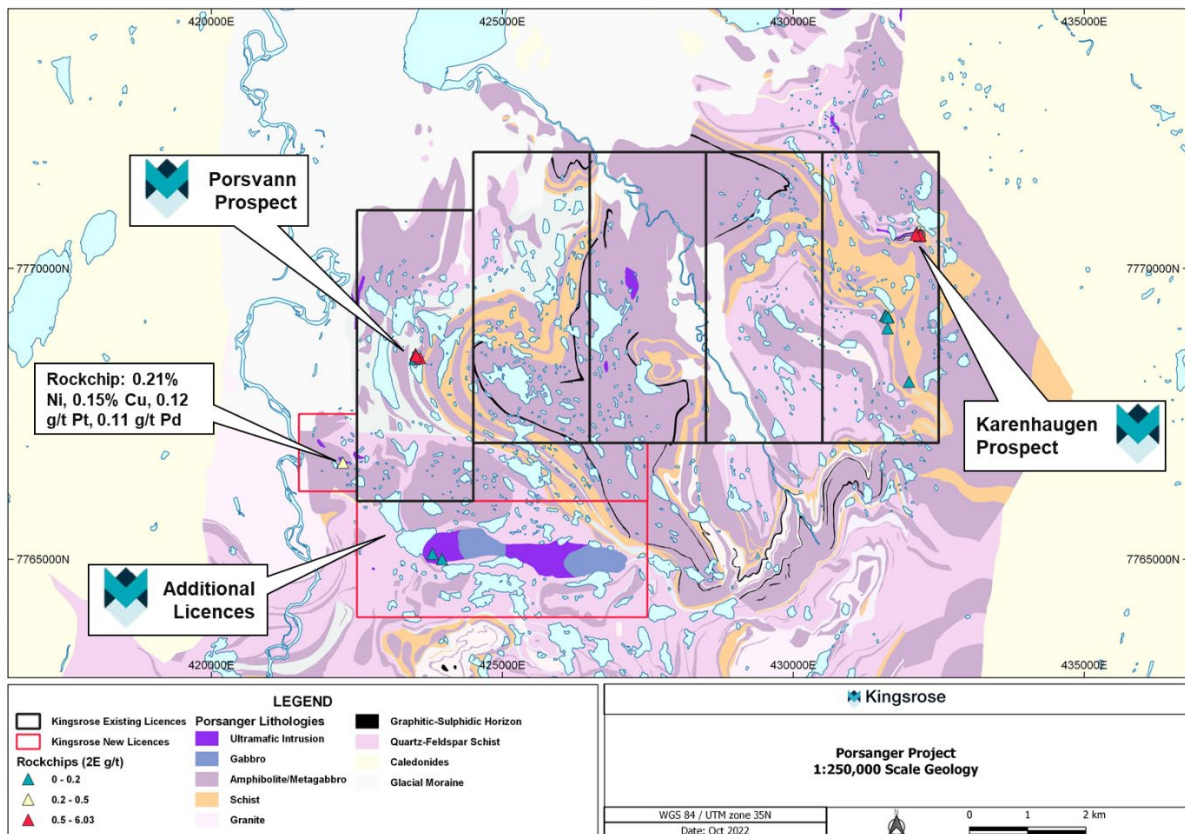 420000E
425000E
430000E
435000E
Porsvann
Prospect
7770000N
7770000N
Rockchip: 0.21%
Ni, 0.15% Cu, 0.12
g/t Pt, 0.11 g/t Pd
Karenhaugen
Prospect
7765000N
7765000N
Additional
Licences
420000E
425000E
430000E
435000E
LEGEND
Kingsrose Existing Licences
Kingsrose New Licences
Rockchips (2E g/t)
0 - 0.2
0.2 - 0.5
0.5 - 6.03
Porsanger Lithologies
Ultramafic Intrusion
Gabbro
Amphibolite/Metagabbro
Schist
Granite
Graphitic-Sulphidic Horizon
Quartz-Feldspar Schist
Caledonides
Glacial Moraine
Kingsrose
Porsanger Project
1:250,000 Scale Geology
WGS 84 / UTM zone 35N
Date: Oct 2022
N
0 1 2 km